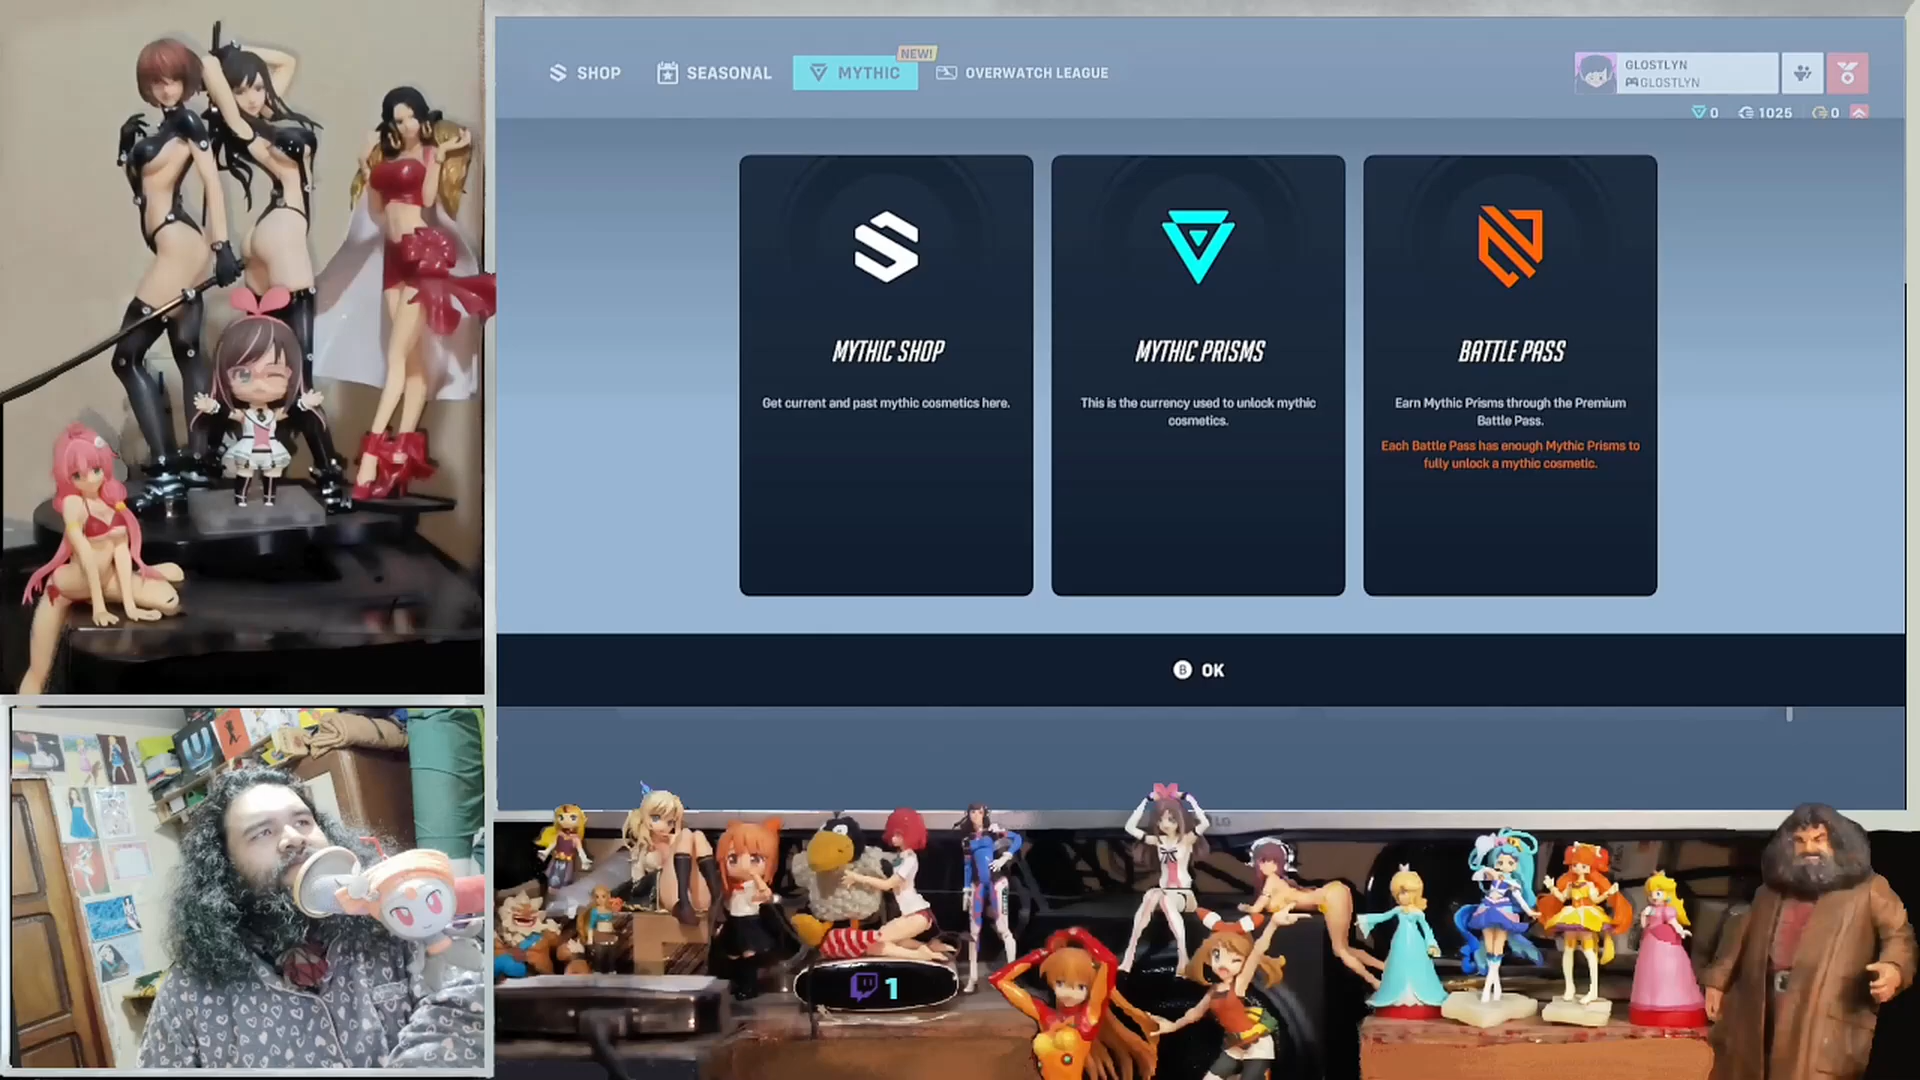 NEW!
SHOP
SEASONAL
MYTHIC
OVERWATCH LEAGUE
GLOSTLYN
GLOSTLYN
0
1025
0
MYTHIC SHOP
Get current and past mythic cosmetics here.
MYTHIC PRISMS
This is the currency used to unlock mythic
cosmetics.
BATTLE PASS
Earn Mythic Prisms through the Premium
Battle Pass.
Each Battle Pass has enough Mythic Prisms to
fully unlock a mythic cosmetic.
B OK
LG
1